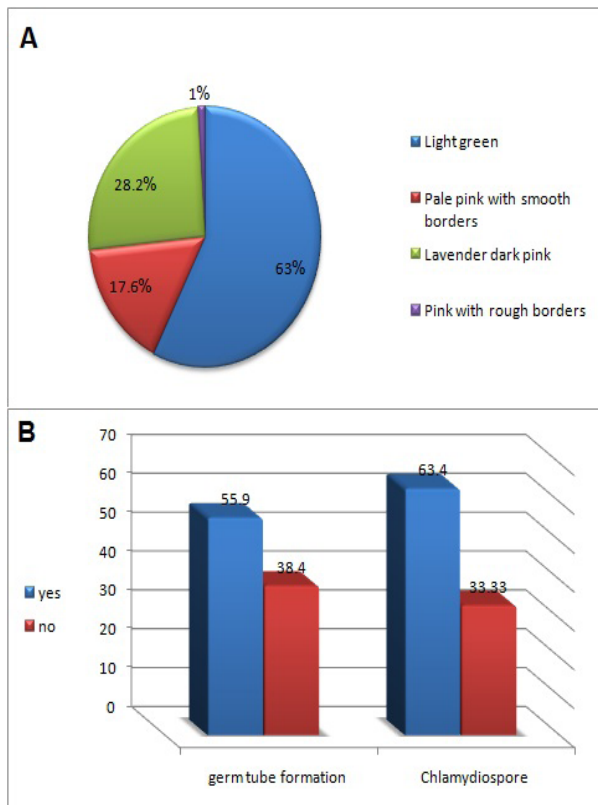 A
1%
28.2%
17.6%
63%
Light green
Pale pink with smooth
borders
Lavender dark pink
Pink with rough borders
B
70
60
50
40
30
20
10
0
55.9
38.4
63.4
33.33
yes
no
germ tube formation
Chlamydiospore